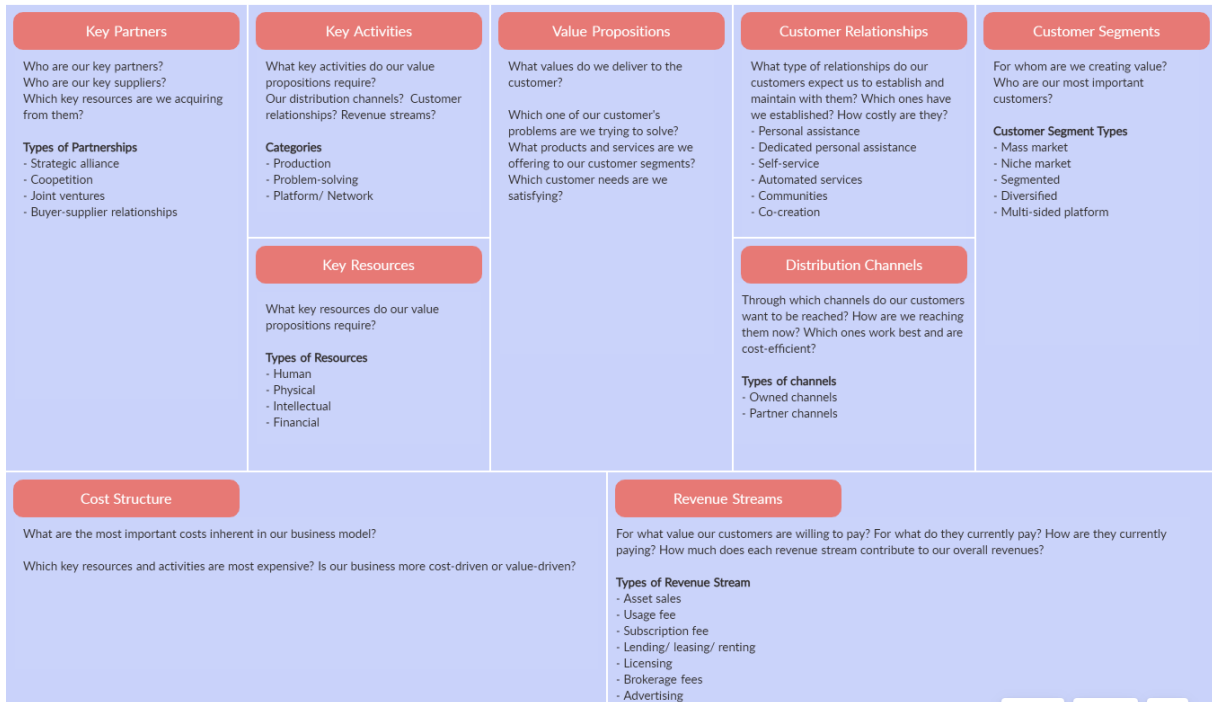 Key Partners
Who are our key partners?
Who are our key suppliers?
Which key resources are we acquiring
from them?
Types of Partnerships
- Strategic alliance
- Coopetition
- Joint ventures
- Buyer-supplier relationships
Key Activities
What key activities do our value
propositions require?
Our distribution channels?  Customer
relationships? Revenue streams?
Categories
- Production
- Problem-solving
- Platform/ Network
Key Resources
What key resources do our value
propositions require?
Types of Resources
- Human
- Physical
- Intellectual
- Financial
Value Propositions
What values do we deliver to the
customer?
Which one of our customer's
problems are we trying to solve?
What products and services are we
offering to our customer segments?
Which customer needs are we
satisfying?
Customer Relationships
What type of relationships do our
customers expect us to establish and
maintain with them? Which ones have
we established? How costly are they?
- Personal assistance
- Dedicated personal assistance
- Self-service
- Automated services
- Communities
- Co-creation
Distribution Channels
Through which channels do our customers
want to be reached? How are we reaching
them now? Which ones work best and are
cost-efficient?
Types of channels
- Owned channels
- Partner channels
Customer Segments
For whom are we creating value?
Who are our most important
customers?
Customer Segment Types
- Mass market
- Niche market
- Segmented
- Diversified
- Multi-sided platform
Cost Structure
What are the most important costs inherent in our business model?
Which key resources and activities are most expensive? Is our business more cost-driven or value-driven?
Revenue Streams
For what value our customers are willing to pay? For what do they currently pay? How are they currently
paying? How much does each revenue stream contribute to our overall revenues?
Types of Revenue Stream
- Asset sales
- Usage fee
- Subscription fee
- Lending/ leasing/ renting
- Licensing
- Brokerage fees
- Advertising